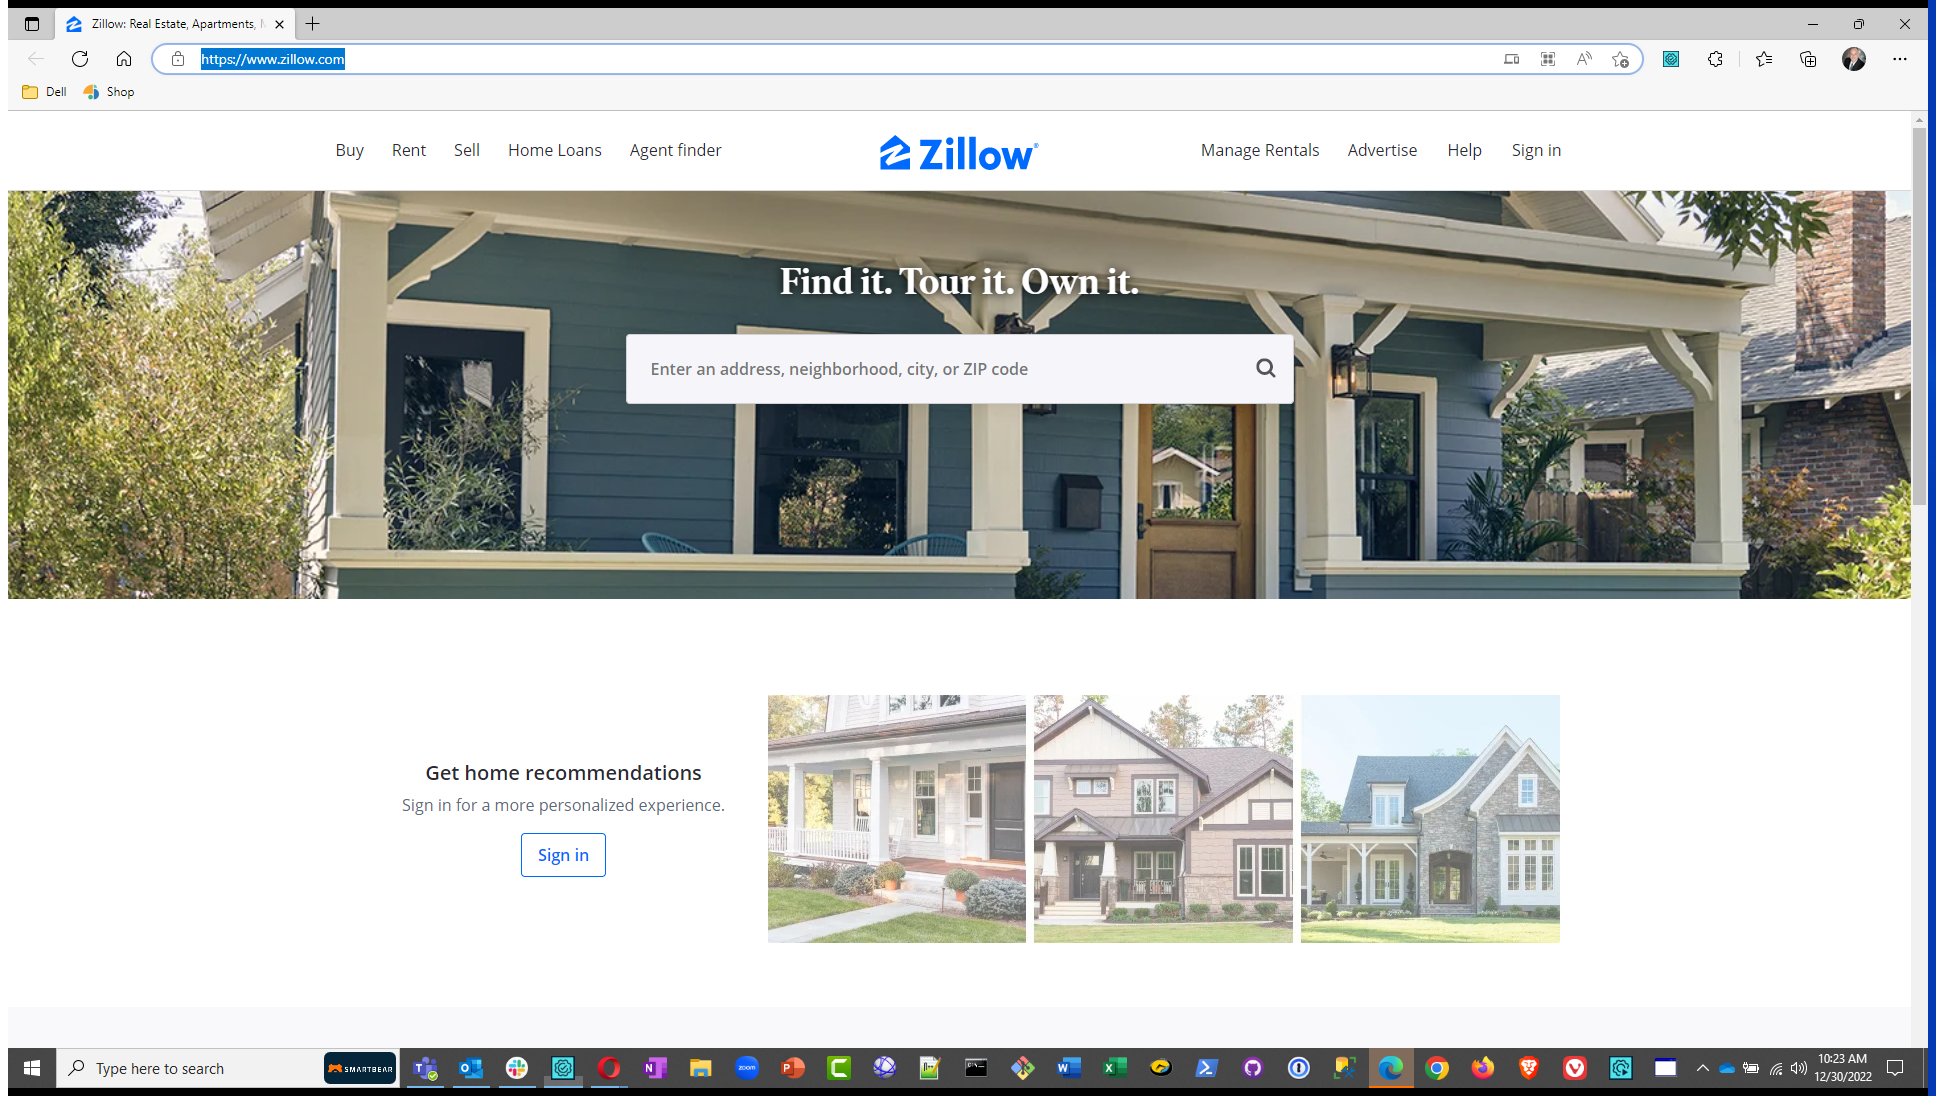 Zillow: Real Estate, Apartments, M
https://www.zillow.com
Dell
Shop
Buy
Rent
Sell
Home Loans
Agent finder
Zillow®
Manage Rentals
Advertise
Help
Sign in
Find it. Tour it. Own it.
Enter an address, neighborhood, city, or ZIP code
Get home recommendations
Sign in for a more personalized experience.
Sign in
Type here to search
SMARTBEAR
zoom
10:23 AM
12/30/2022